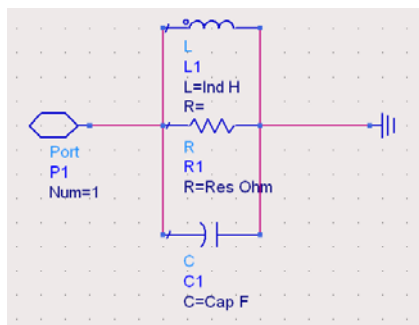 L
L1
L=Ind H
R=
Port
P1
Num=1
R
R1
R=Res Ohm
C
C1
C=Cap F